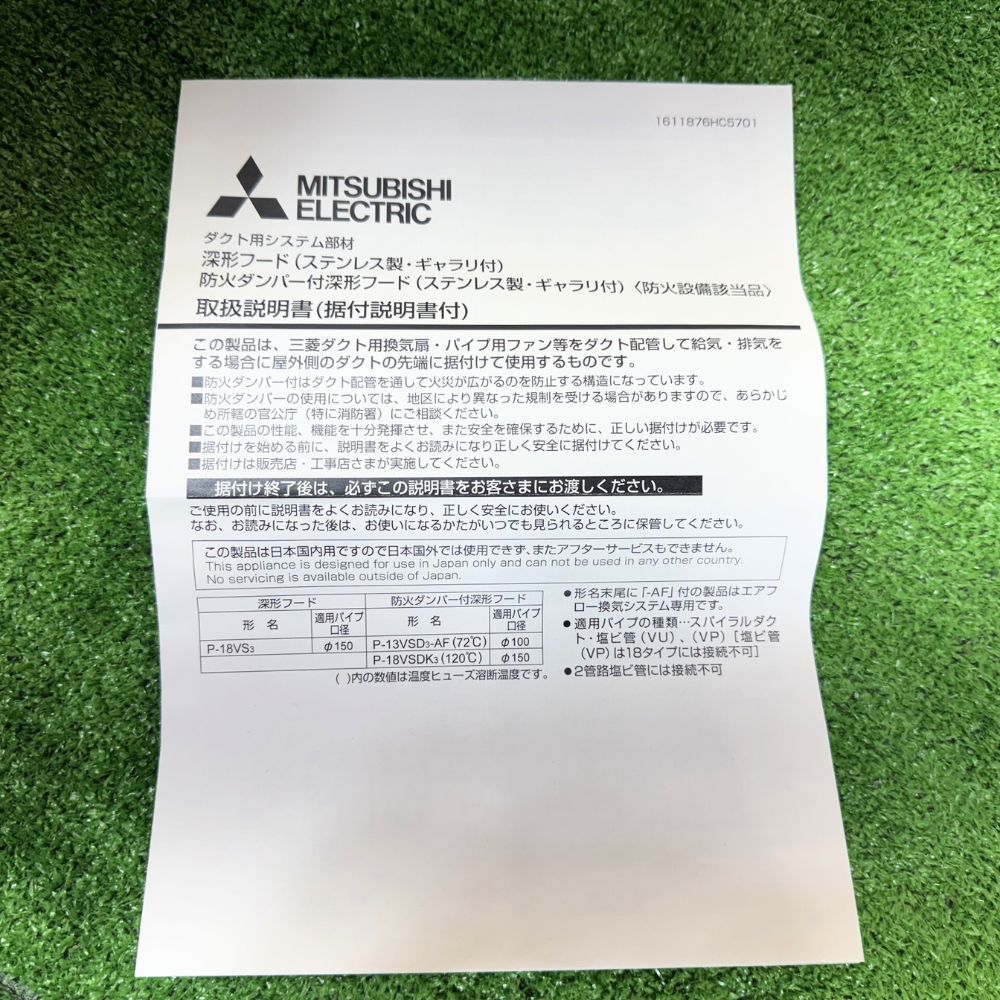 1611876HC5701
MITSUBISHI
ELECTRIC
ダクト用システム部材
深形フード(ステンレス製・ギャラリ付)
防火ダンパー付深形フード(ステンレス製・ギャラリ付)〈防火設備該当品〉
取扱説明書(据付説明書付)
この製品は、三菱ダクト用換気扇・パイプ用ファン等をダクト配管して給気・排気を
する場合に屋外側のダクトの先端に据付けて使用するものです。
■防火ダンパー付はダクト配管を通して火災が広がるのを防止する構造になっています。
■防火ダンパーの使用については、地区により異なった規制を受ける場合がありますので、あらかじ
め所轄の官公庁(特に消防署)にご相談ください。
■この製品の性能、機能を十分発揮させ、また安全を確保するために、正しい据付けが必要です。
■据付けを始める前に、説明書をよくお読みになり正しく安全に据付けてください。
■据付けは販売店・工事店さまが実施してください。
据付け終了後は、必ずこの説明書をお客さまにお渡しください。
ご使用の前に説明書をよくお読みになり、正しく安全にお使いください。
なお、お読みになった後は、お使いになるかたがいつでも見られるところに保管してください。
この製品は日本国内用ですので日本国外では使用できず、またアフターサービスもできません。
This appliance is designed for use in Japan only and can not be used in any other country.
No servicing is available outside of Japan.
深形フード 防火ダンパー付深形フード
形 名 適用パイプ口径 形 名 適用パイプ口径
P-18VS3 φ150 P-13VSD3-AF(72℃) φ100
P-18VSDK3(120℃) φ150
( )内の数値は温度ヒューズ溶断温度です。
●形名末尾に「-AF」付の製品はエアフ
ロー換気システム専用です。
●適用パイプの種類…スパイラルダク
ト・塩ビ管(VU)、(VP)[塩ビ管
(VP)は18タイプには接続不可]
●2管路塩ビ管には接続不可